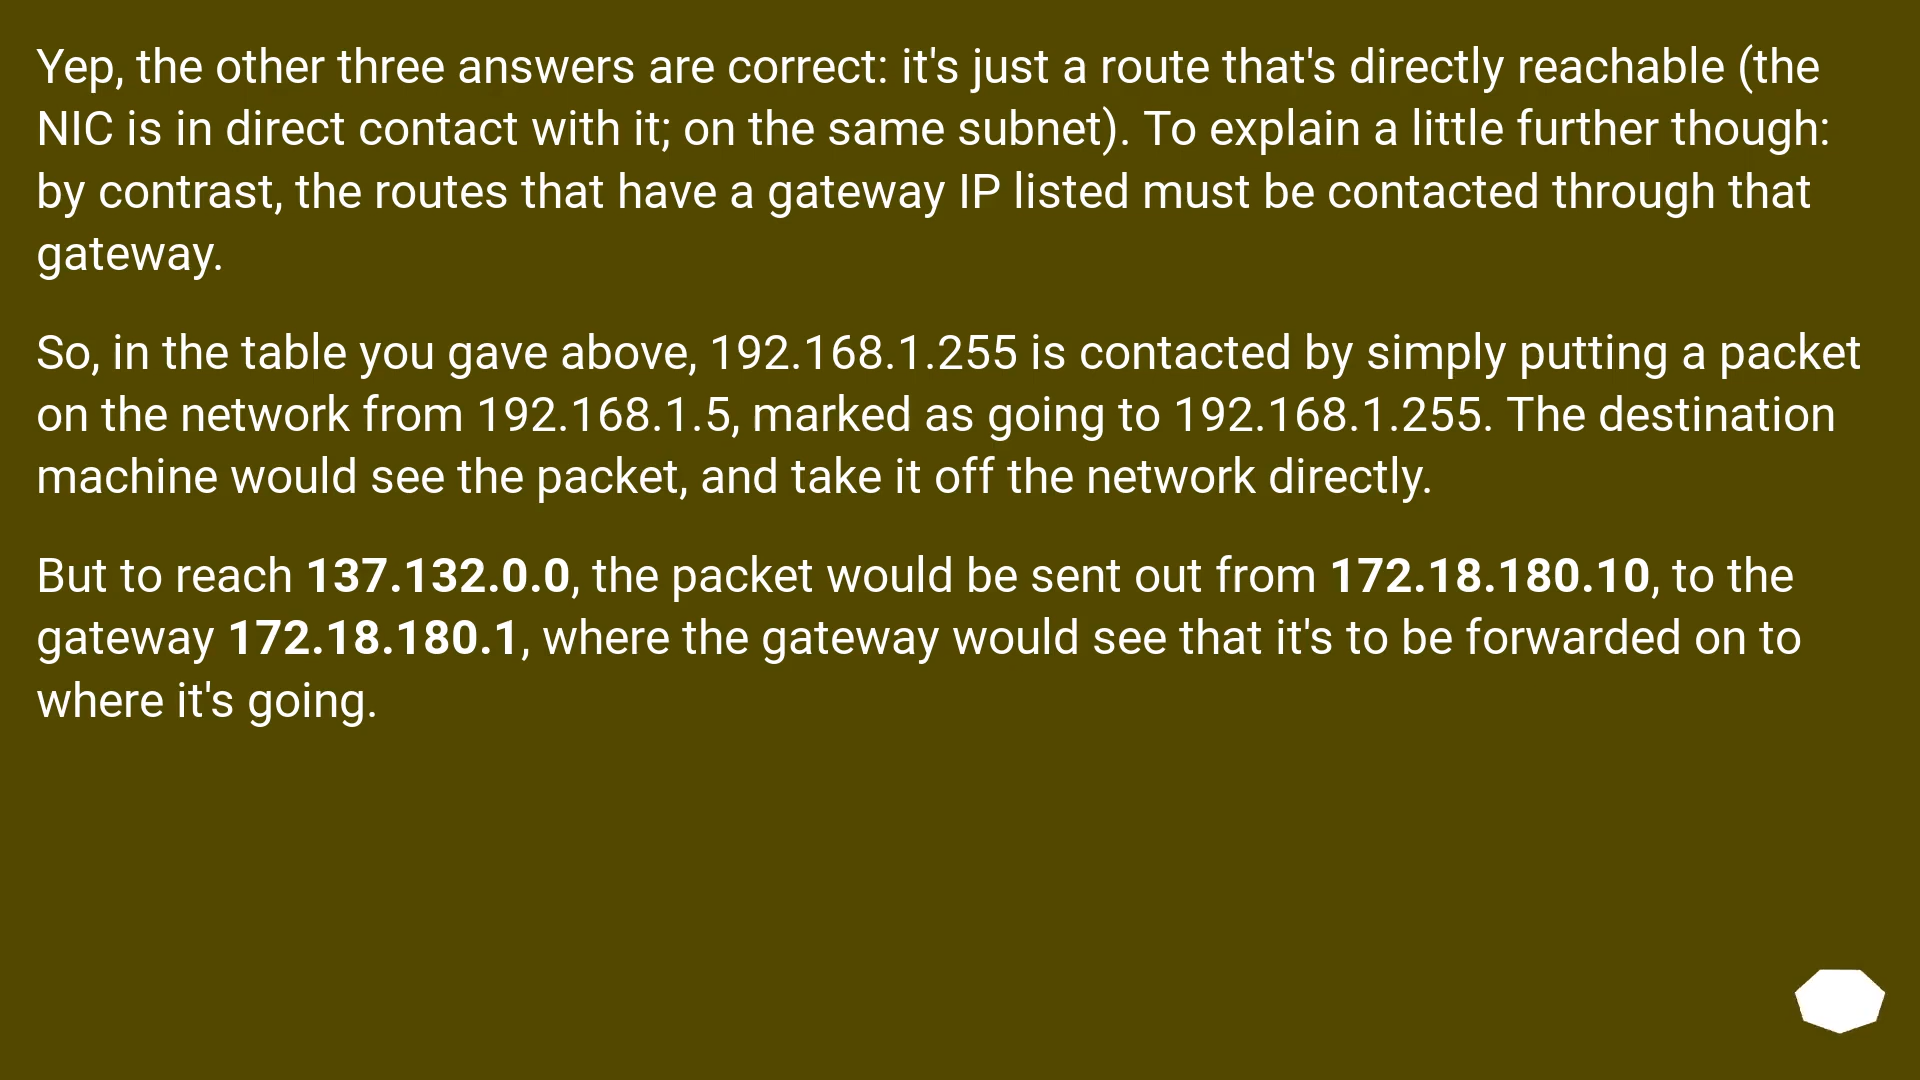 Yep, the other three answers are correct: it's just a route that's directly reachable (the
NIC is in direct contact with it; on the same subnet). To explain a little further though:
by contrast, the routes that have a gateway IP listed must be contacted through that
gateway.
So, in the table you gave above, 192.168.1.255 is contacted by simply putting a packet
on the network from 192.168.1.5, marked as going to 192.168.1.255. The destination
machine would see the packet, and take it off the network directly.
But to reach 137.132.0.0, the packet would be sent out from 172.18.180.10, to the
gateway 172.18.180.1, where the gateway would see that it's to be forwarded on to
where it's going.